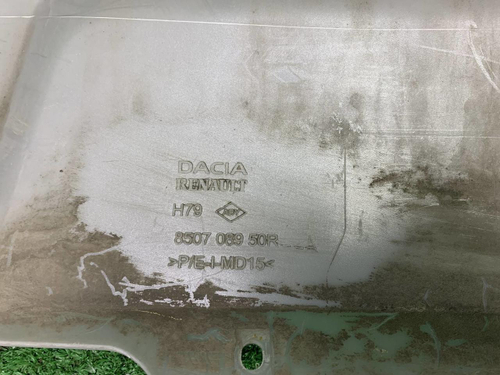 DACIA
RENAULT
H79
8507 089 50R
>P/E-I-MD15<